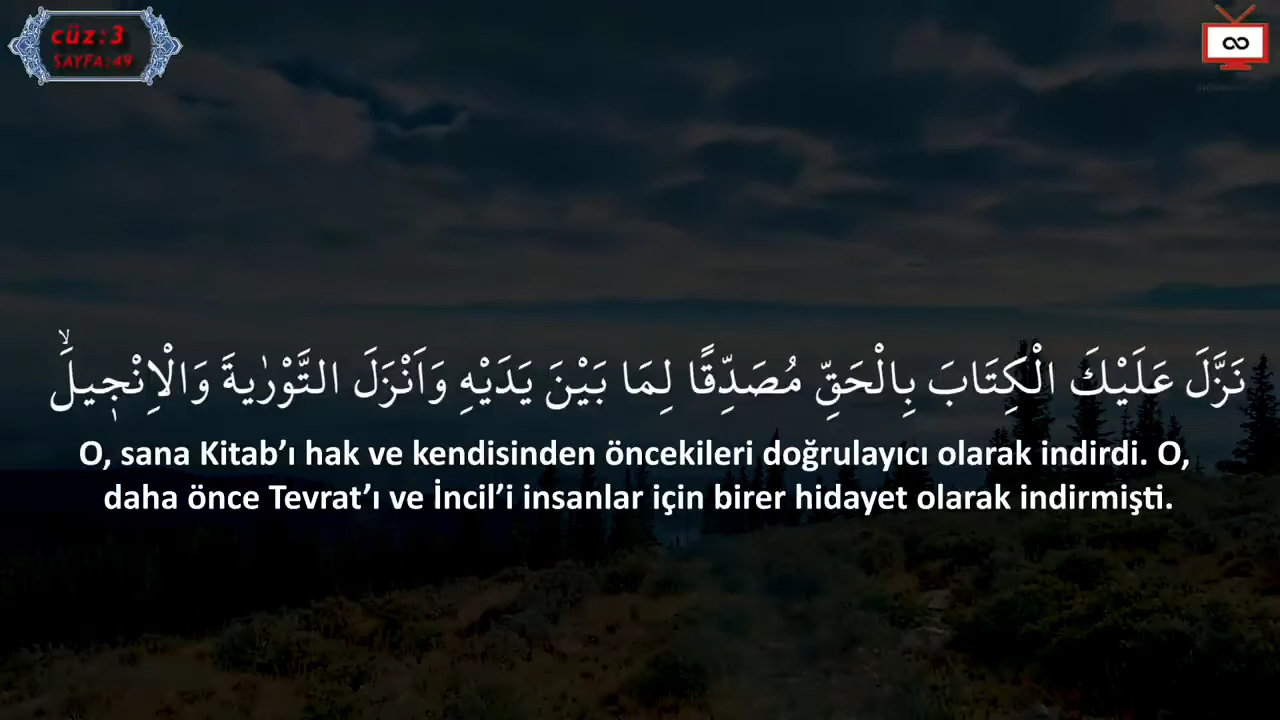 cüz:3
SAYFA:49
نَزَّلَ عَلَيْكَ الْكِتَابَ بِالْحَقِّ مُصَدِّقًا لِمَا بَيْنَ يَدَيْهِ وَاَنْزَلَ التَّوْرٰيةَ وَالْاِنْج۪يلَۙ
O, sana Kitab’ı hak ve kendisinden öncekileri doğrulayıcı olarak indirdi. O,
daha önce Tevrat’ı ve İncil’i insanlar için birer hidayet olarak indirmişti.